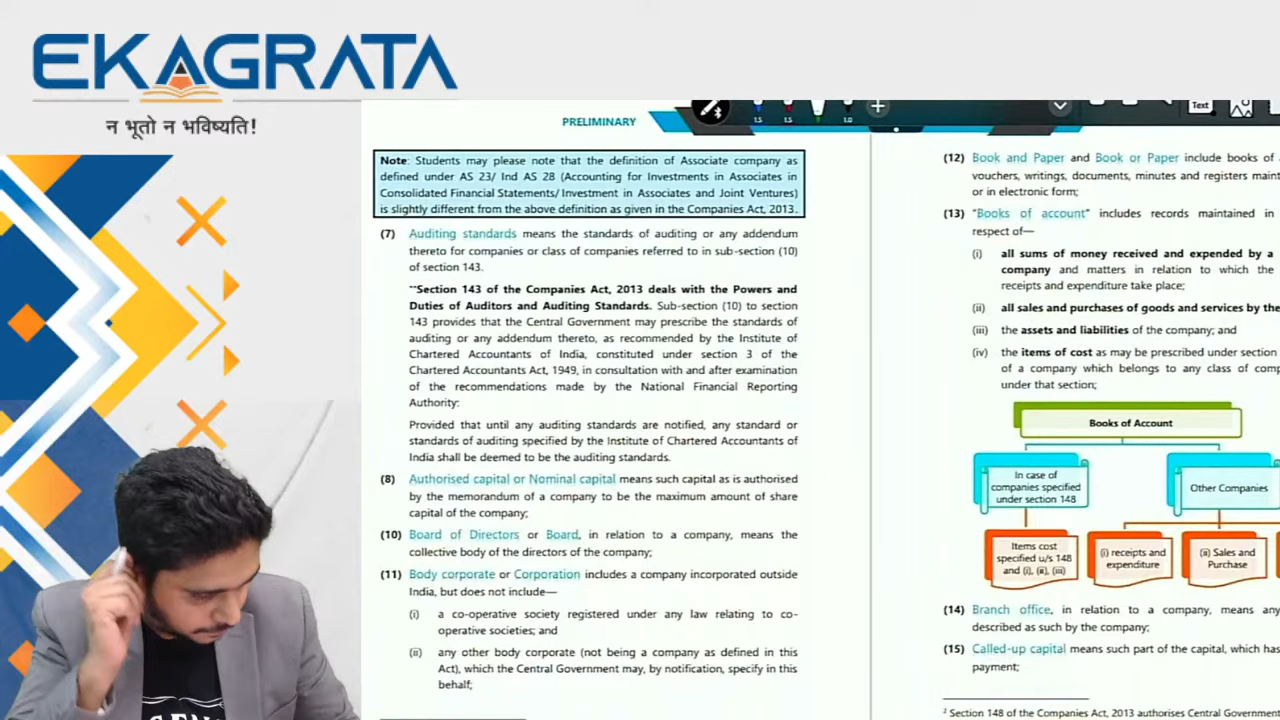 EKAGRATA
न भूतो न भविष्यति!
PRELIMINARY
1.5
1.5
1.0
Text
Note: Students may please note that the definition of Associate company as
defined under AS 23/ Ind AS 28 (Accounting for Investments in Associates in
Consolidated Financial Statements/ Investment in Associates and Joint Ventures)
is slightly different from the above definition as given in the Companies Act, 2013.
(7) Auditing standards means the standards of auditing or any addendum
thereto for companies or class of companies referred to in sub-section (10)
of section 143.
**Section 143 of the Companies Act, 2013 deals with the Powers and
Duties of Auditors and Auditing Standards. Sub-section (10) to section
143 provides that the Central Government may prescribe the standards of
auditing or any addendum thereto, as recommended by the Institute of
Chartered Accountants of India, constituted under section 3 of the
Chartered Accountants Act, 1949, in consultation with and after examination
of the recommendations made by the National Financial Reporting
Authority:
Provided that until any auditing standards are notified, any standard or
standards of auditing specified by the Institute of Chartered Accountants of
India shall be deemed to be the auditing standards.
(8) Authorised capital or Nominal capital means such capital as is authorised
by the memorandum of a company to be the maximum amount of share
capital of the company;
(10) Board of Directors or Board, in relation to a company, means the
collective body of the directors of the company;
(11) Body corporate or Corporation includes a company incorporated outside
India, but does not include—
(i) a co-operative society registered under any law relating to co-
operative societies; and
(ii) any other body corporate (not being a company as defined in this
Act), which the Central Government may, by notification, specify in this
behalf;
(12) Book and Paper and Book or Paper include books of
vouchers, writings, documents, minutes and registers
or in electronic form;
(13) "Books of account" includes records maintained in
respect of—
(i) all sums of money received and expended by a
company and matters in relation to which the
receipts and expenditure take place;
(ii) all sales and purchases of goods and services by the
(iii) the assets and liabilities of the company; and
(iv) the items of cost as may be prescribed under section
of a company which belongs to any class of
under that section;
Books of Account
In case of
companies specified
under section 148
Other Companies
Items cost
specified u/s 148
and (i), (ii), (iii)
(i) receipts and
expenditure
(ii) Sales and
Purchase
(14) Branch office, in relation to a company, means any
described as such by the company;
(15) Called-up capital means such part of the capital, which has
payment;
2 Section 148 of the Companies Act, 2013 authorises Central Government